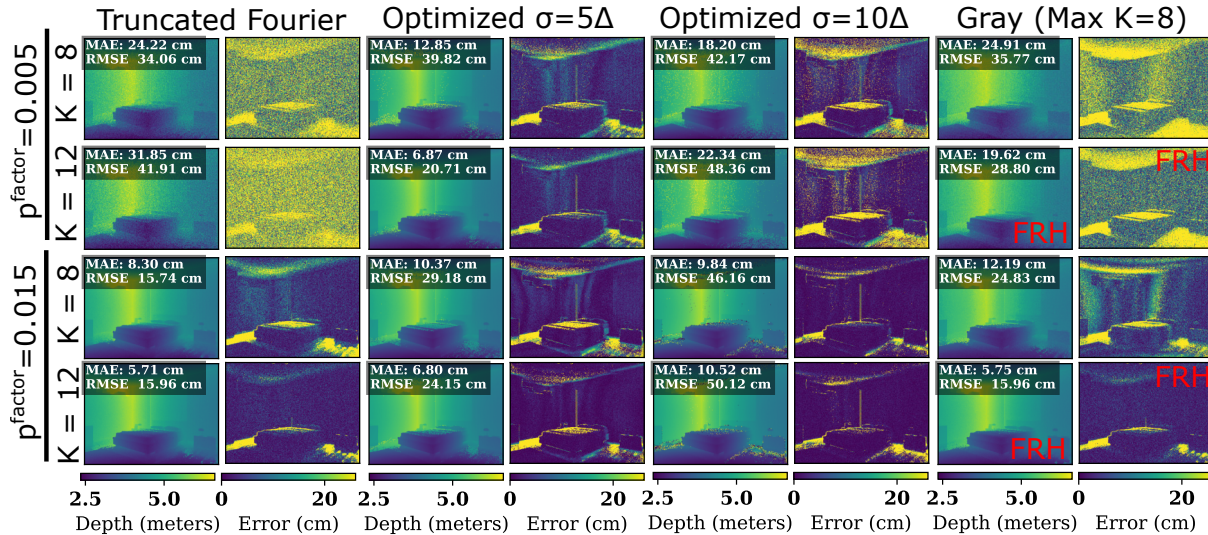 Truncated Fourier
Optimized σ=5Δ
Optimized σ=10Δ
Gray (Max K=8)
p^factor=0.005
K = 8
MAE: 24.22 cm
RMSE 34.06 cm
MAE: 12.85 cm
RMSE 39.82 cm
MAE: 18.20 cm
RMSE 42.17 cm
MAE: 24.91 cm
RMSE 35.77 cm
K = 12
MAE: 31.85 cm
RMSE 41.91 cm
MAE: 6.87 cm
RMSE 20.71 cm
MAE: 22.34 cm
RMSE 48.36 cm
MAE: 19.62 cm
RMSE 28.80 cm
FRH
FRH
p^factor=0.015
K = 8
MAE: 8.30 cm
RMSE 15.74 cm
MAE: 10.37 cm
RMSE 29.18 cm
MAE: 9.84 cm
RMSE 46.16 cm
MAE: 12.19 cm
RMSE 24.83 cm
K = 12
MAE: 5.71 cm
RMSE 15.96 cm
MAE: 6.80 cm
RMSE 24.15 cm
MAE: 10.52 cm
RMSE 50.12 cm
MAE: 5.75 cm
RMSE 15.96 cm
FRH
FRH
2.5 5.0 0 20 2.5 5.0 0 20 2.5 5.0 0 20 2.5 5.0 0 20
Depth (meters) Error (cm) Depth (meters) Error (cm) Depth (meters) Error (cm) Depth (meters) Error (cm)